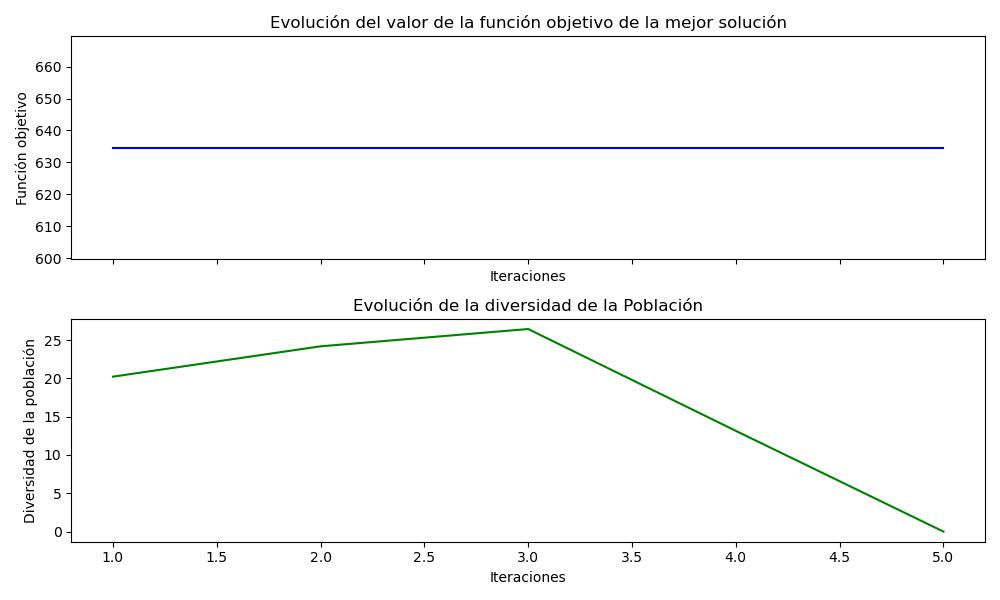 Evolución del valor de la función objetivo de la mejor solución
Función objetivo
660
650
640
630
620
610
600
Iteraciones
Evolución de la diversidad de la Población
Diversidad de la población
25
20
15
10
5
0
1.0 1.5 2.0 2.5 3.0 3.5 4.0 4.5 5.0
Iteraciones